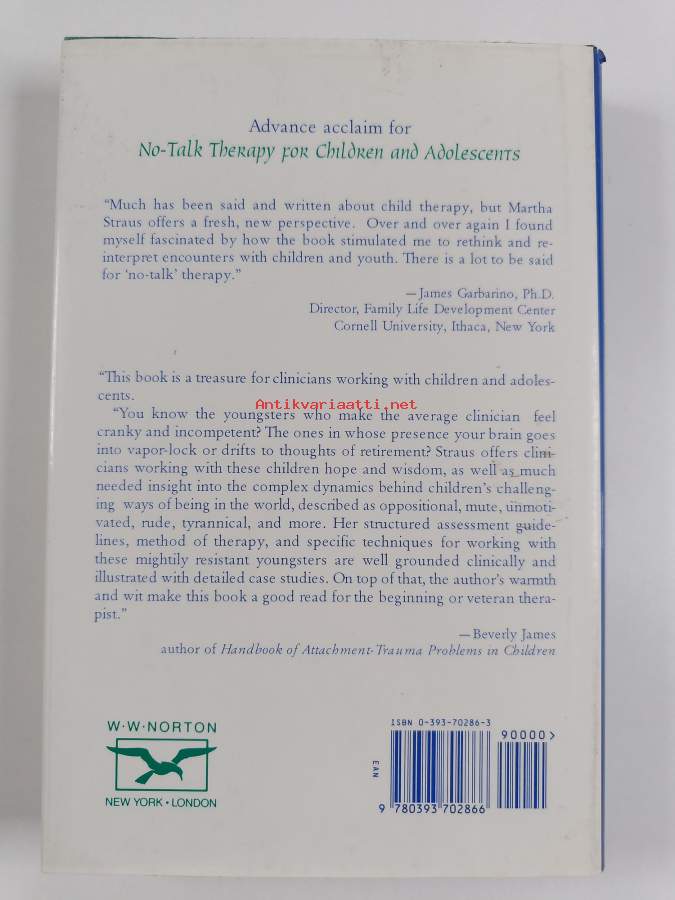 Advance acclaim for
No-Talk Therapy for Children and Adolescents
“Much has been said and written about child therapy, but Martha
Straus offers a fresh, new perspective. Over and over again I found
myself fascinated by how the book stimulated me to rethink and re-
interpret encounters with children and youth. There is a lot to be said
for ‘no-talk’ therapy.”
—James Garbarino, Ph.D.
Director, Family Life Development Center
Cornell University, Ithaca, New York
“This book is a treasure for clinicians working with children and adoles-
cents.
Antikvariaatti.net
“You know the youngsters who make the average clinician feel
cranky and incompetent? The ones in whose presence your brain goes
into vapor-lock or drifts to thoughts of retirement? Straus offers clini-
cians working with these children hope and wisdom, as well as much
needed insight into the complex dynamics behind children’s challeng-
ing ways of being in the world, described as oppositional, mute, unmoti-
vated, rude, tyrannical, and more. Her structured assessment guide-
lines, method of therapy, and specific techniques for working with
these mightily resistant youngsters are well grounded clinically and
illustrated with detailed case studies. On top of that, the author’s warmth
and wit make this book a good read for the beginning or veteran thera-
pist.”
—Beverly James
author of Handbook of Attachment-Trauma Problems in Children
W·W·NORTON
NEW YORK • LONDON
ISBN 0-393-70286-3
90000>
EAN
9 780393 702866